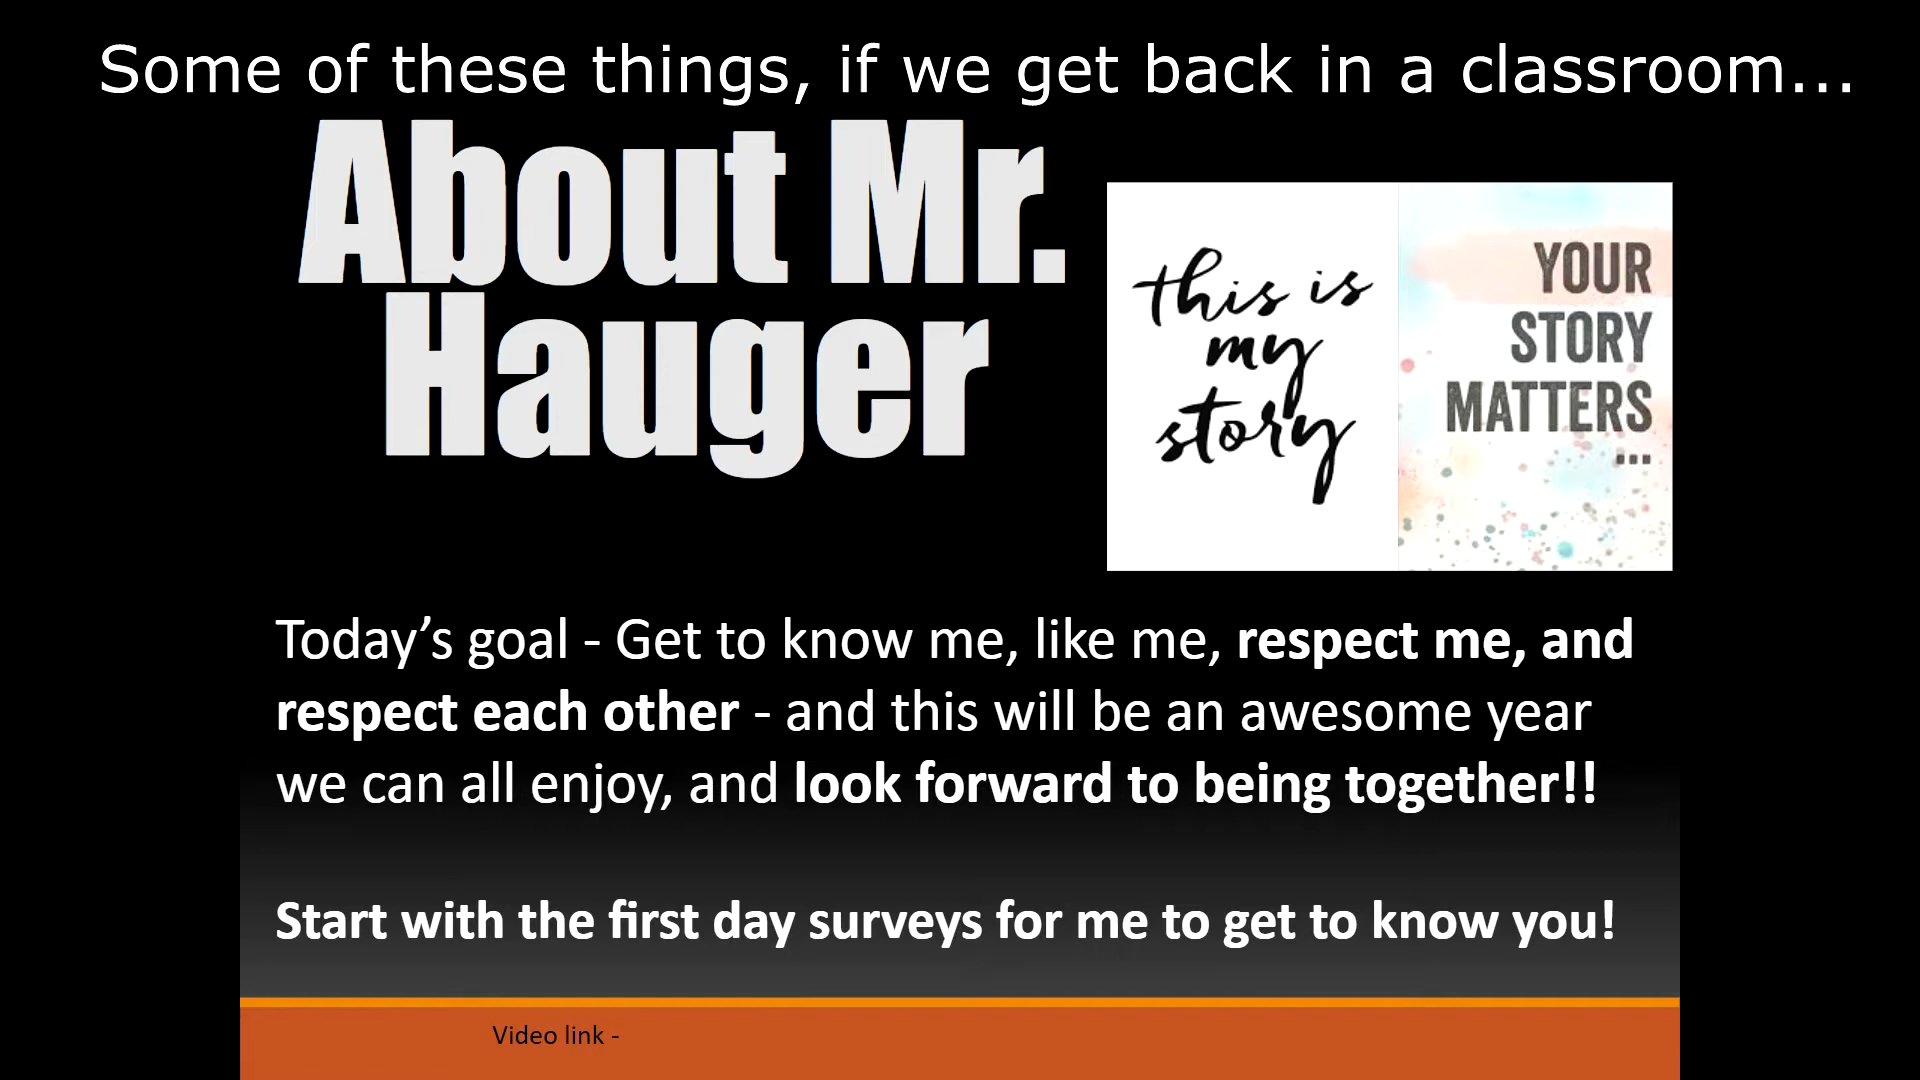 Some of these things, if we get back in a classroom...
About Mr.
Hauger
this is
my
story
YOUR
STORY
MATTERS
...
Today’s goal - Get to know me, like me, respect me, and
respect each other - and this will be an awesome year
we can all enjoy, and look forward to being together!!
Start with the first day surveys for me to get to know you!
Video link -